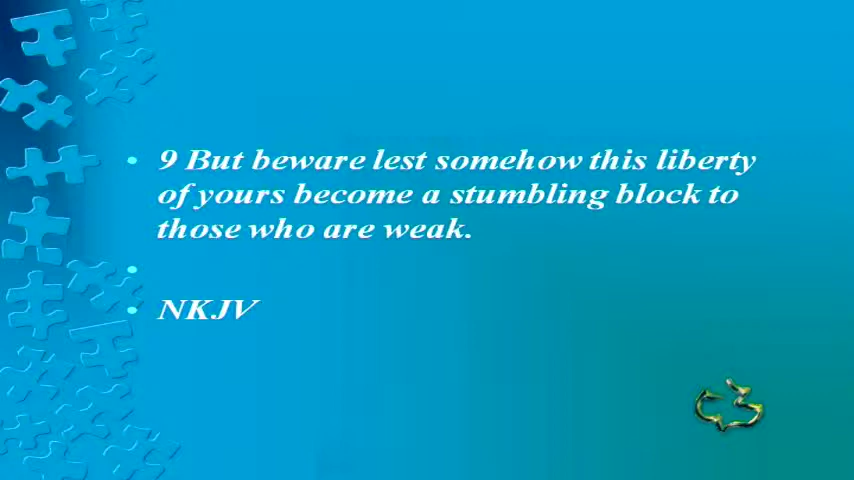 9 But beware lest somehow this liberty
of yours become a stumbling block to
those who are weak.
NKJV